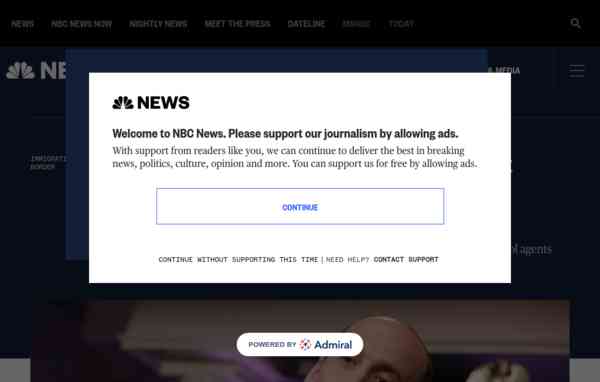 NEWS NBC NEWS NOW NIGHTLY NEWS MEET THE PRESS DATELINE MSNBC TODAY
& MEDIA
NEWS
Welcome to NBC News. Please support our journalism by allowing ads.
With support from readers like you, we can continue to deliver the best in breaking
news, politics, culture, opinion and more. You can support us for free by allowing ads.
CONTINUE
CONTINUE WITHOUT SUPPORTING THIS TIME | NEED HELP? CONTACT SUPPORT
BORDER
agents
POWERED BY Admiral